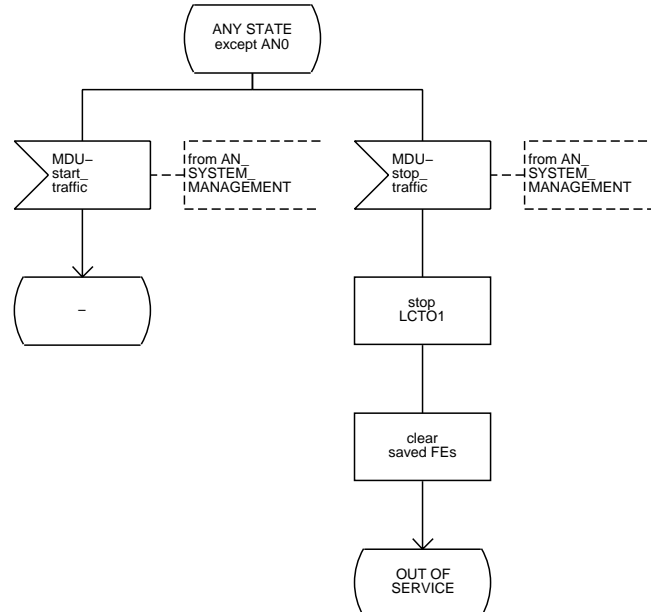 ANY STATE
except AN0
MDU–
start_
traffic
from AN_
SYSTEM_
MANAGEMENT
MDU–
stop_
traffic
from AN_
SYSTEM_
MANAGEMENT
–
stop
LCTO1
clear
saved FEs
OUT OF
SERVICE